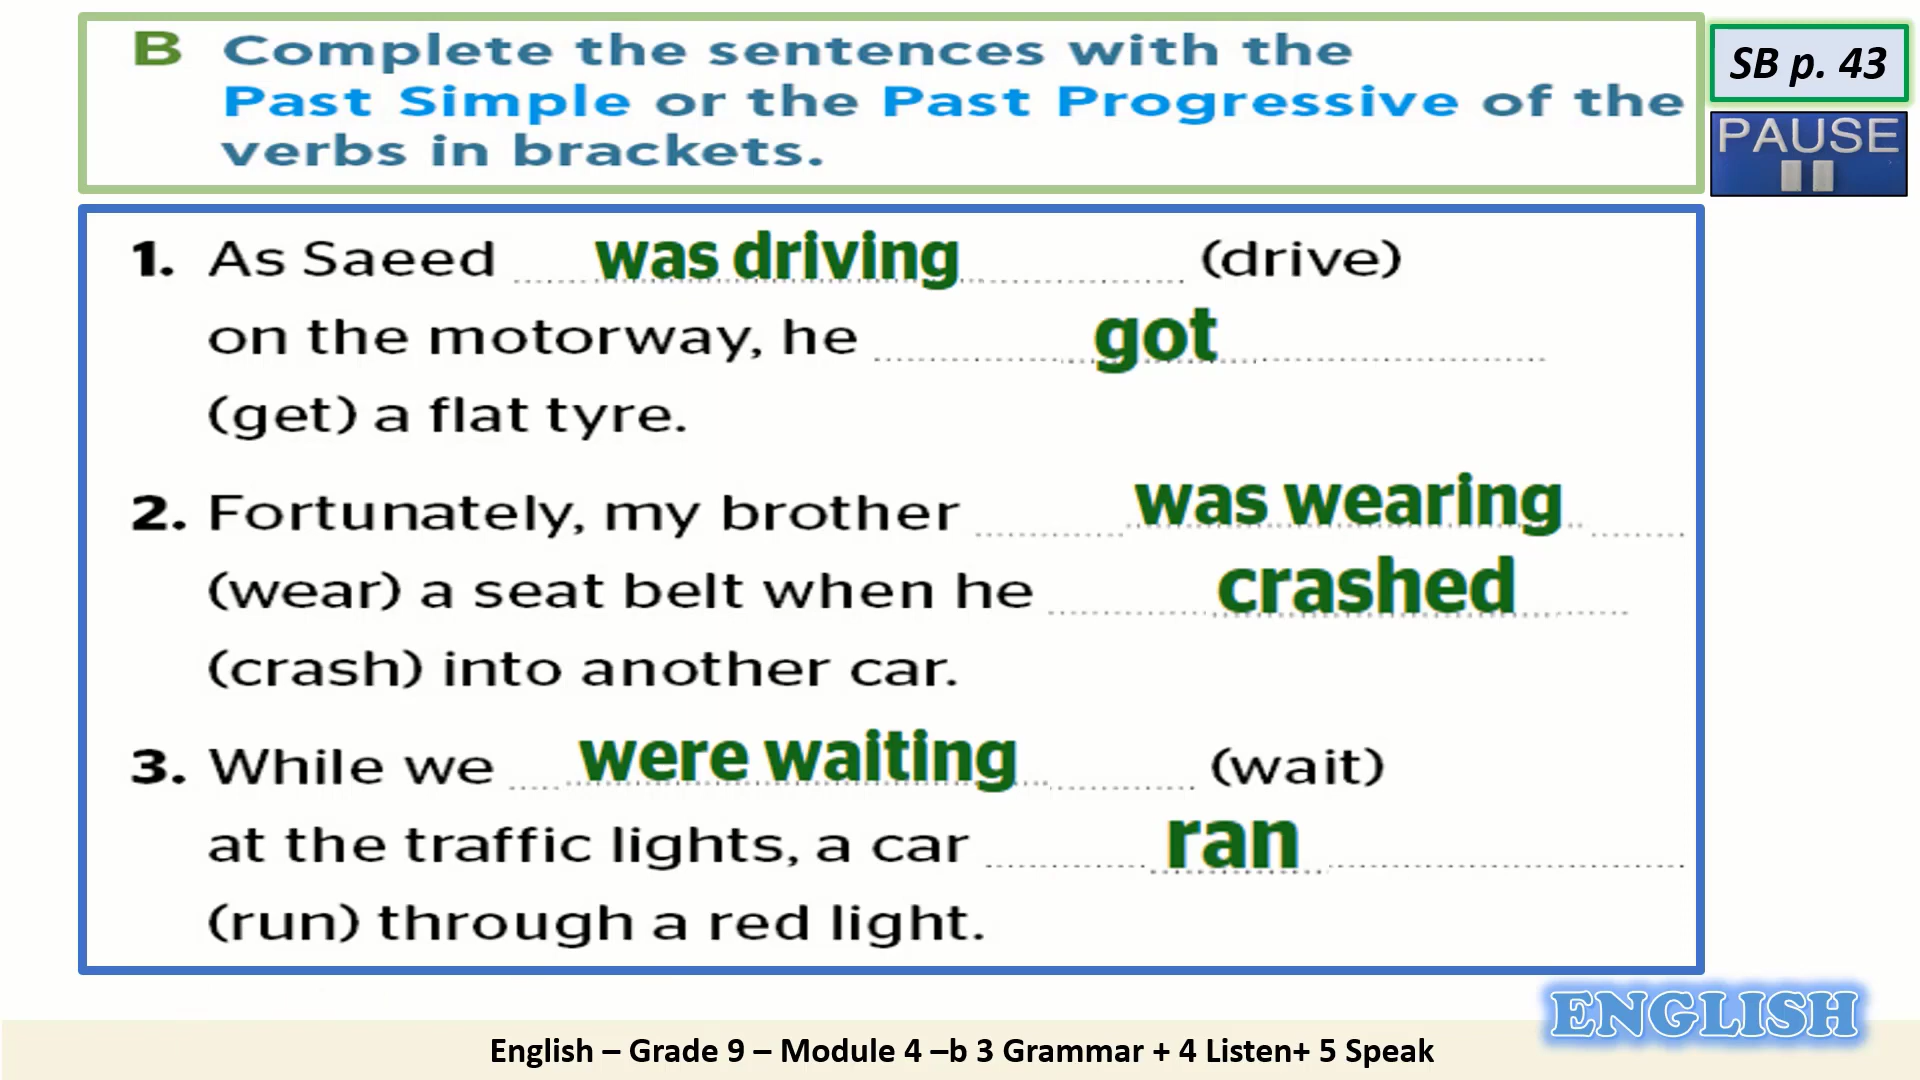 B Complete the sentences with the
Past Simple or the Past Progressive of the
verbs in brackets.
SB p. 43
PAUSE
1. As Saeed was driving (drive)
on the motorway, he got
(get) a flat tyre.
2. Fortunately, my brother was wearing
(wear) a seat belt when he crashed
(crash) into another car.
3. While we were waiting (wait)
at the traffic lights, a car ran
(run) through a red light.
ENGLISH
English – Grade 9 – Module 4 –b 3 Grammar + 4 Listen+ 5 Speak